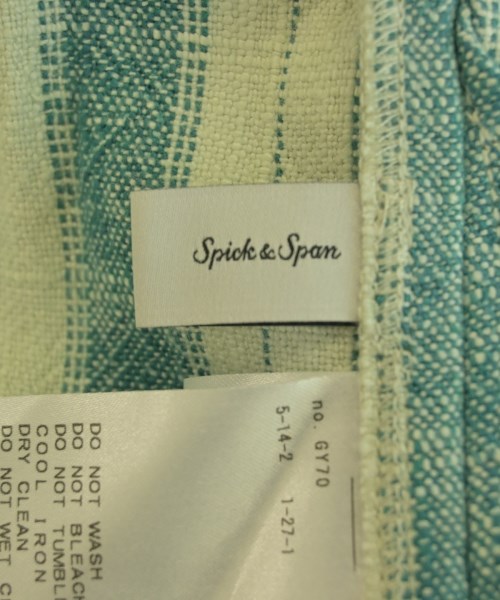 Spick & Span
no. GY70
5-14-2 1-27-1
DO NOT WASH
DO NOT BLEACH
DO NOT TUMBLE
COOL IRON
DRY CLEAN
DO NOT WET